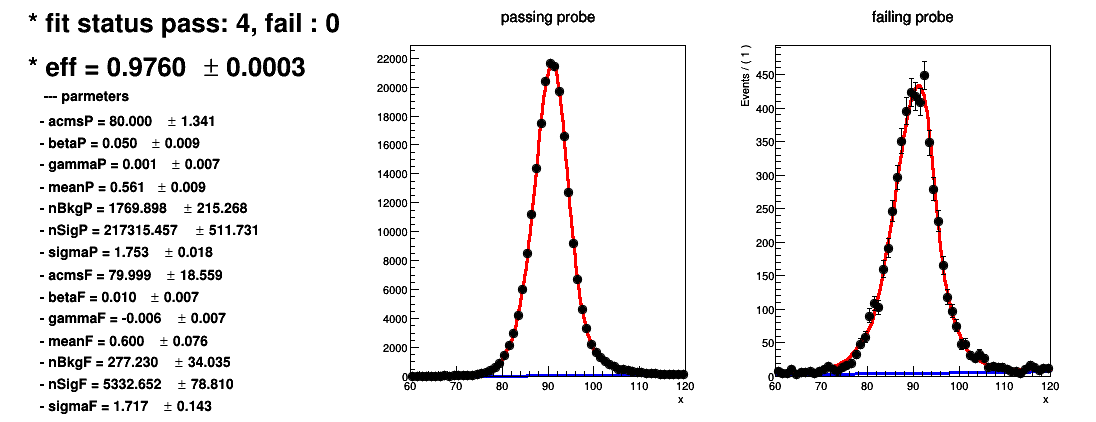 * fit status pass: 4, fail : 0
* eff = 0.9760 ± 0.0003
--- parmeters
- acmsP = 80.000 ± 1.341
- betaP = 0.050 ± 0.009
- gammaP = 0.001 ± 0.007
- meanP = 0.561 ± 0.009
- nBkgP = 1769.898 ± 215.268
- nSigP = 217315.457 ± 511.731
- sigmaP = 1.753 ± 0.018
- acmsF = 79.999 ± 18.559
- betaF = 0.010 ± 0.007
- gammaF = -0.006 ± 0.007
- meanF = 0.600 ± 0.076
- nBkgF = 277.230 ± 34.035
- nSigF = 5332.652 ± 78.810
- sigmaF = 1.717 ± 0.143
passing probe
22000
20000
18000
16000
14000
12000
10000
8000
6000
4000
2000
0
60 70 80 90 100 110 120
x
failing probe
Events / ( 1 )
450
400
350
300
250
200
150
100
50
0
60 70 80 90 100 110 120
x